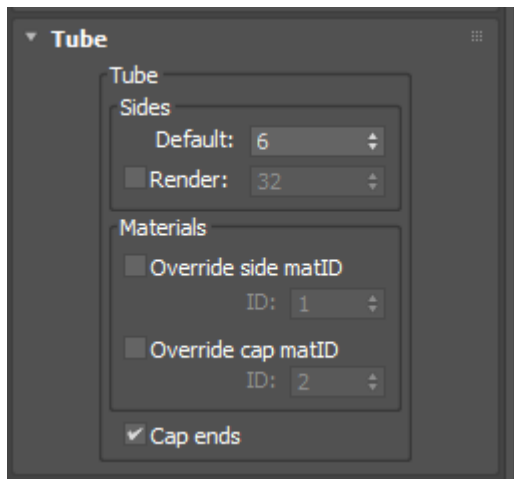 Tube
Tube
Sides
Default: 6
Render: 32
Materials
Override side matID
ID: 1
Override cap matID
ID: 2
Cap ends